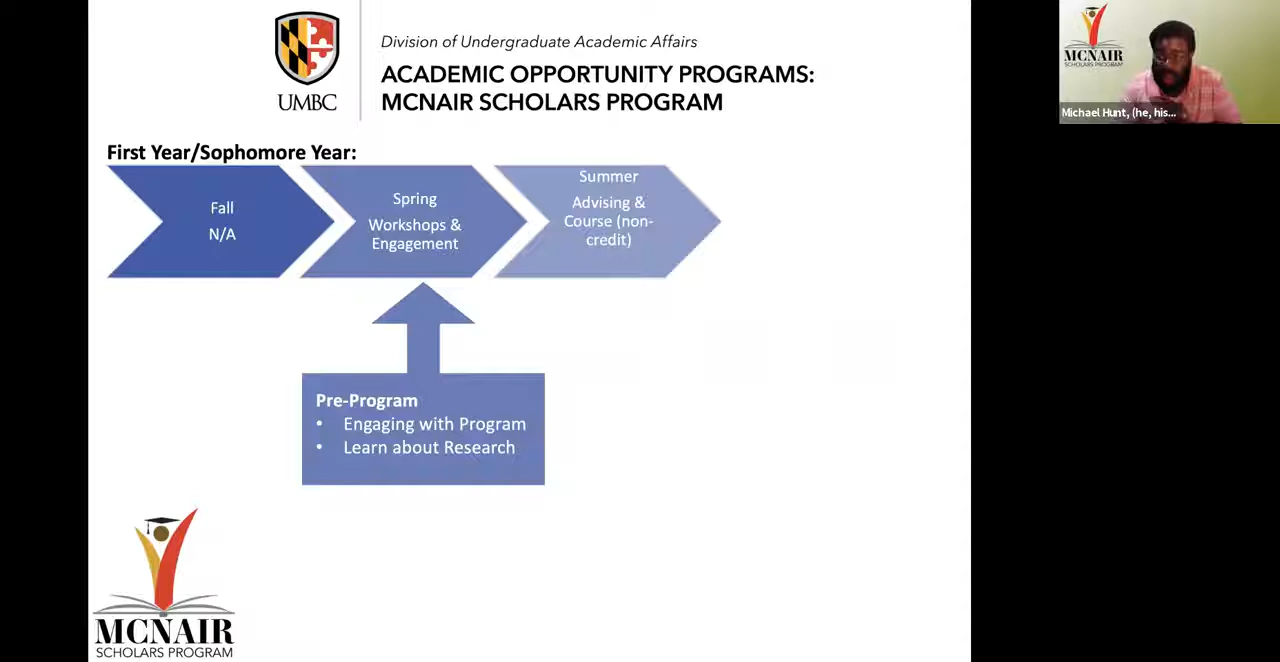 UMBC
Division of Undergraduate Academic Affairs
ACADEMIC OPPORTUNITY PROGRAMS:
MCNAIR SCHOLARS PROGRAM
MCNAIR
SCHOLARS PROGRAM
Michael Hunt, (he, his...
First Year/Sophomore Year:
Fall
N/A
Spring
Workshops &
Engagement
Summer
Advising &
Course (non-
credit)
Pre-Program
• Engaging with Program
• Learn about Research
MCNAIR
SCHOLARS PROGRAM